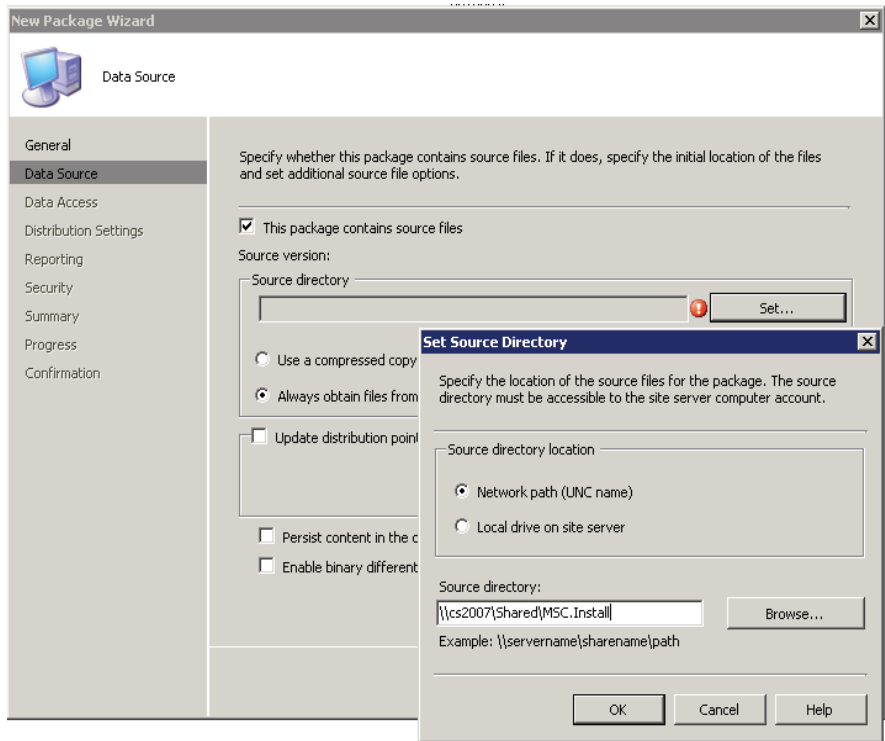 New Package Wizard
Data Source
General
Data Source
Data Access
Distribution Settings
Reporting
Security
Summary
Progress
Confirmation
Specify whether this package contains source files. If it does, specify the initial location of the files
and set additional source file options.
This package contains source files
Source version:
Source directory
Set...
Use a compressed copy
Always obtain files from
Update distribution point
Persist content in the c
Enable binary different
Set Source Directory
Specify the location of the source files for the package. The source
directory must be accessible to the site server computer account.
Source directory location
Network path (UNC name)
Local drive on site server
Source directory:
\\cs2007\Shared\MSC.Install
Browse...
Example: \\servername\sharename\path
OK
Cancel
Help